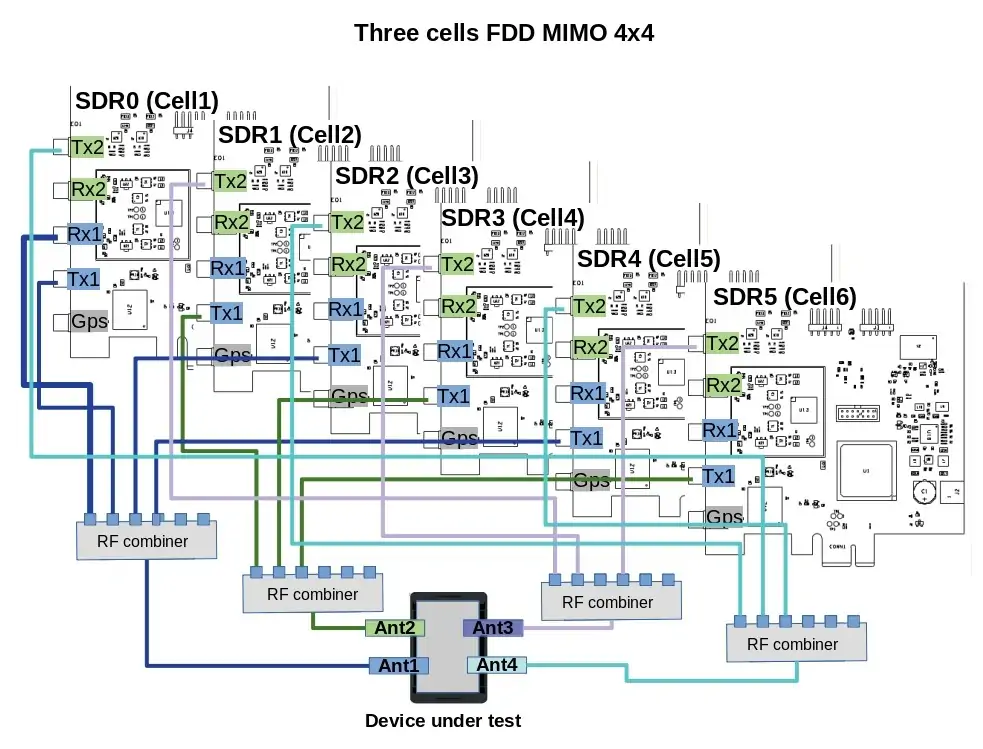 Three cells FDD MIMO 4x4
SDR0 (Cell1)
Tx2
Rx2
Rx1
Tx1
Gps
SDR1 (Cell2)
Tx2
Rx2
Rx1
Tx1
Gps
SDR2 (Cell3)
Tx2
Rx2
Rx1
Tx1
Gps
SDR3 (Cell4)
Tx2
Rx2
Rx1
Tx1
Gps
SDR4 (Cell5)
Tx2
Rx2
Rx1
Tx1
Gps
SDR5 (Cell6)
Tx2
Rx2
Rx1
Tx1
Gps
U1
J2
CONN1
RF combiner
RF combiner
RF combiner
RF combiner
Ant2
Ant3
Ant1
Ant4
Device under test